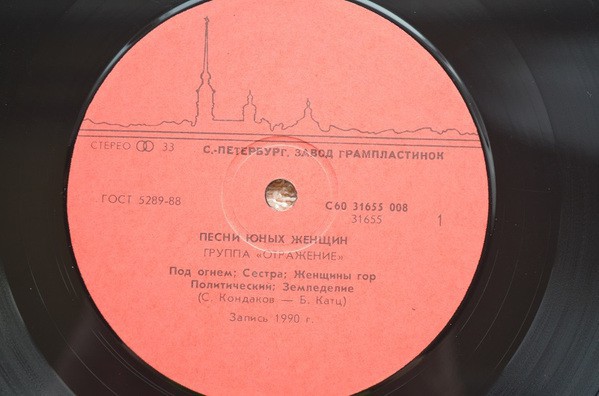 СТЕРЕО 33
С.-ПЕТЕРБУРГ. ЗАВОД ГРАМПЛАСТИНОК
ГОСТ 5289-88
С60 31655 008
31655
1
ПЕСНИ ЮНЫХ ЖЕНЩИН
ГРУППА «ОТРАЖЕНИЕ»
Под огнем; Сестра; Женщины гор
Политический; Земледелие
(С. Кондаков — Б. Катц)
Запись 1990 г.